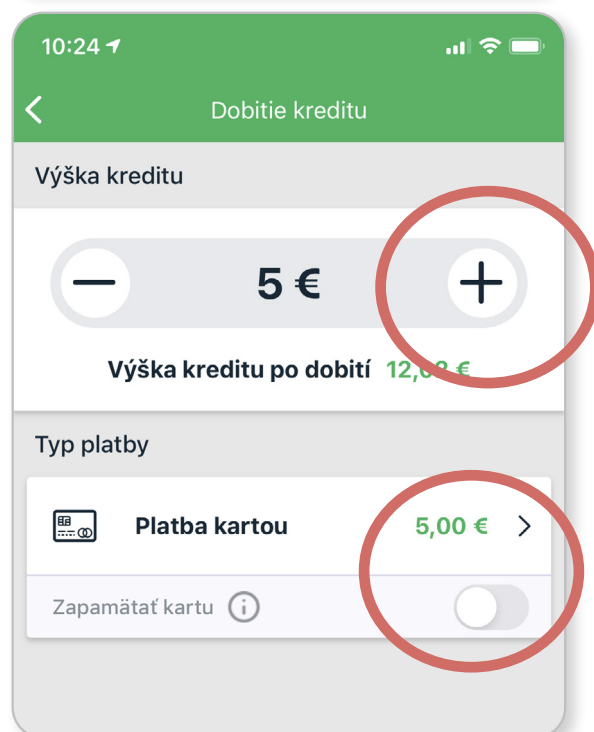 10:24
Dobitie kreditu
Výška kreditu
5 €
Výška kreditu po dobití
Typ platby
Platba kartou 5,00 €
Zapamätať kartu